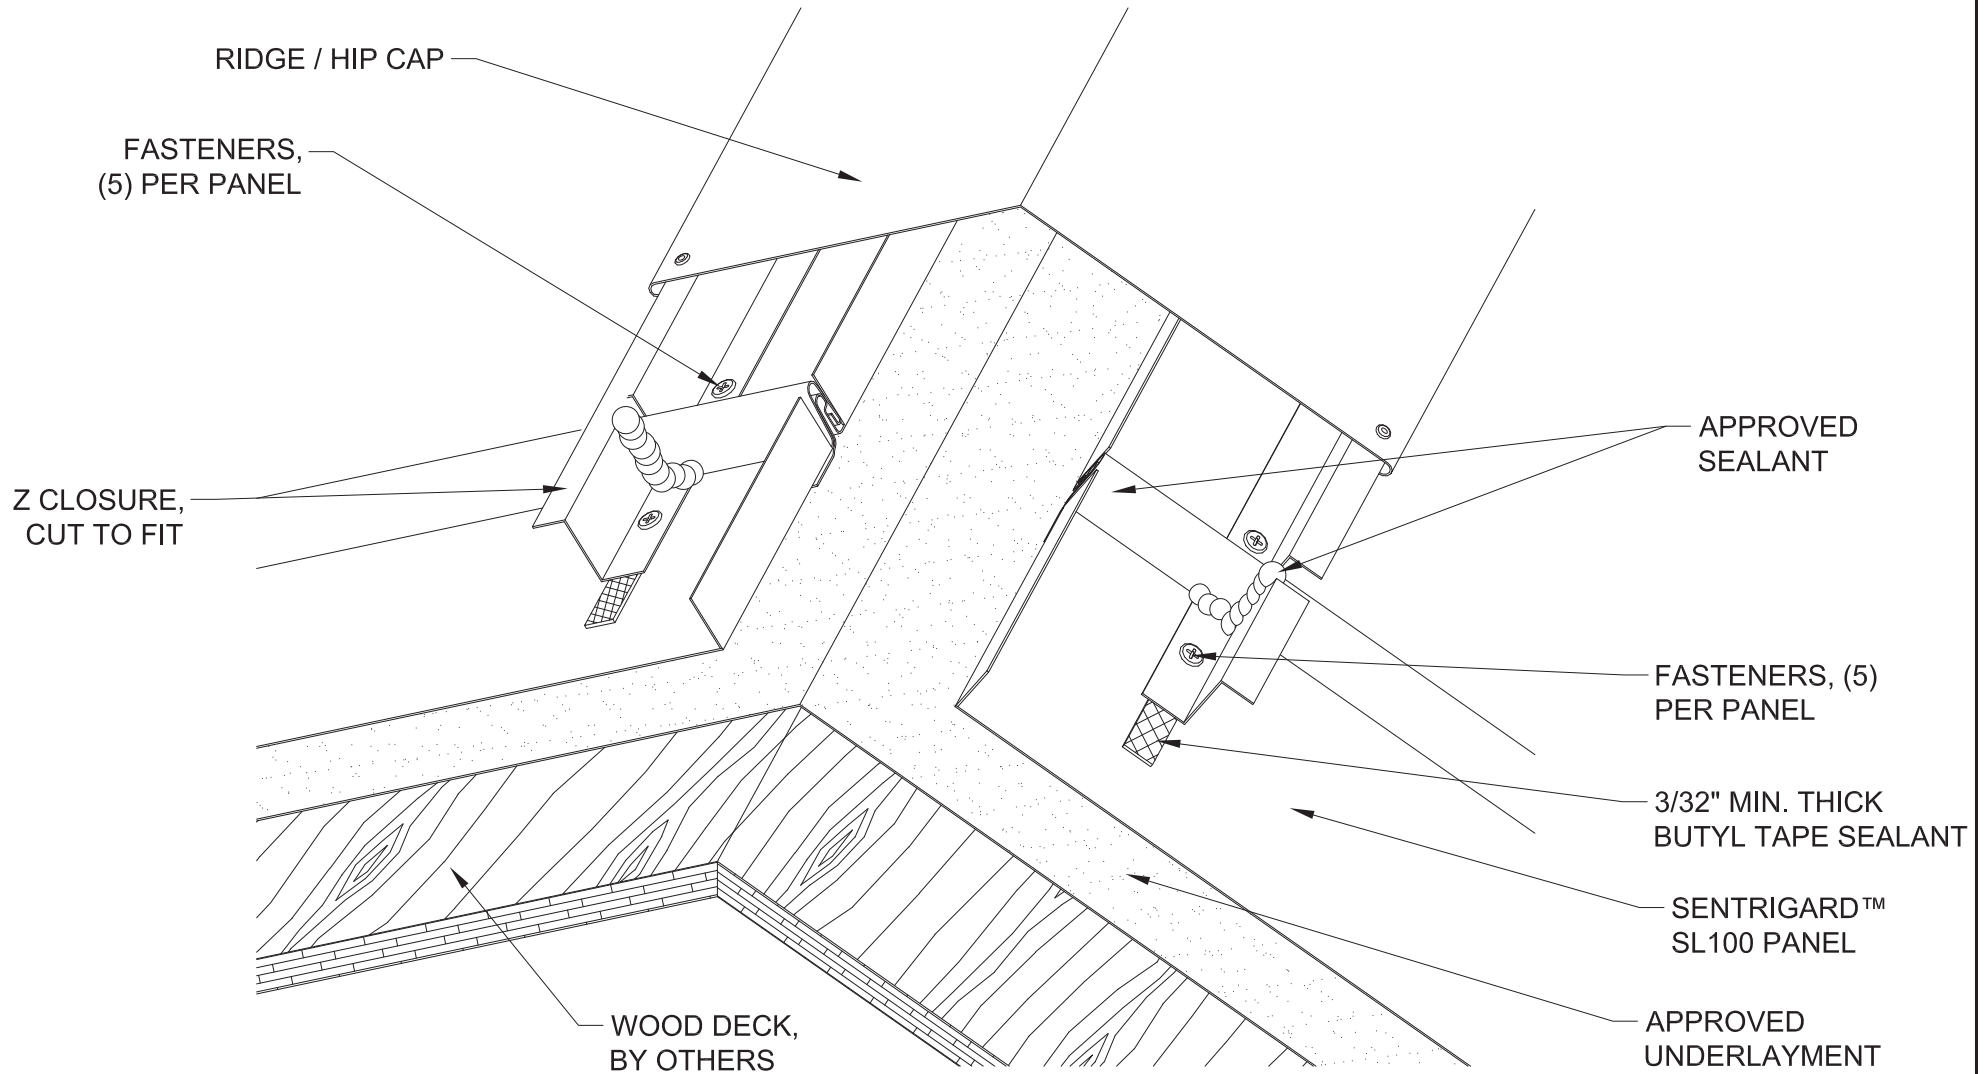 RIDGE / HIP CAP
FASTENERS,
(5) PER PANEL
Z CLOSURE,
CUT TO FIT
APPROVED
SEALANT
FASTENERS, (5)
PER PANEL
3/32" MIN. THICK
BUTYL TAPE SEALANT
SENTRIGARD™
SL100 PANEL
APPROVED
UNDERLAYMENT
WOOD DECK,
BY OTHERS